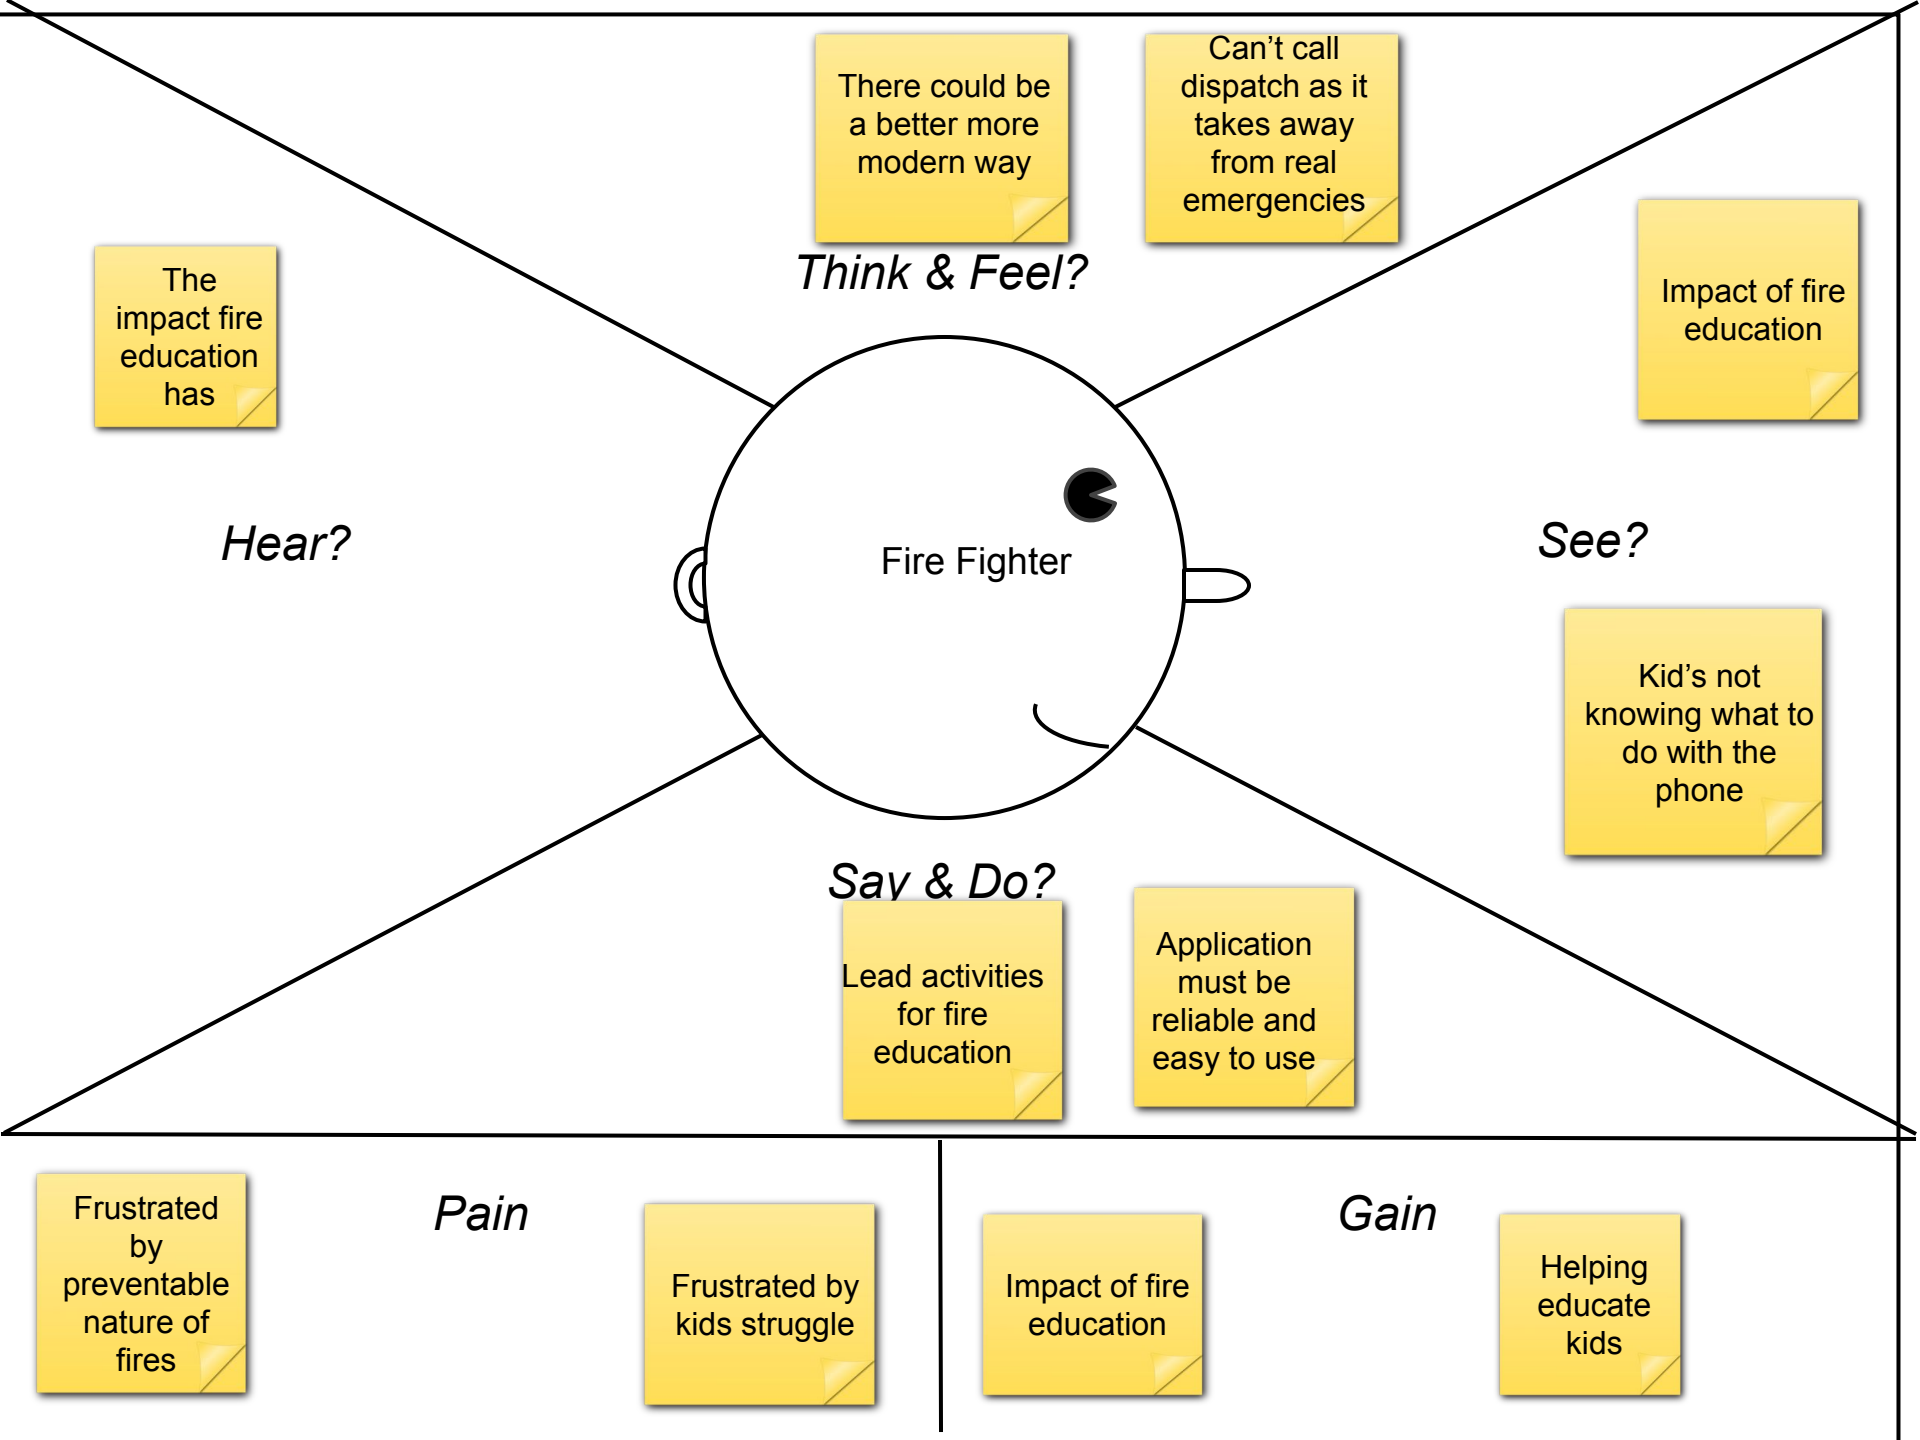 There could be
a better more
modern way
Can’t call
dispatch as it
takes away
from real
emergencies
Think & Feel?
The
impact fire
education
has
Impact of fire
education
Hear?
Fire Fighter
See?
Kid’s not
knowing what to
do with the
phone
Say & Do?
Lead activities
for fire
education
Application
must be
reliable and
easy to use
Frustrated
by
preventable
nature of
fires
Pain
Frustrated by
kids struggle
Impact of fire
education
Gain
Helping
educate
kids